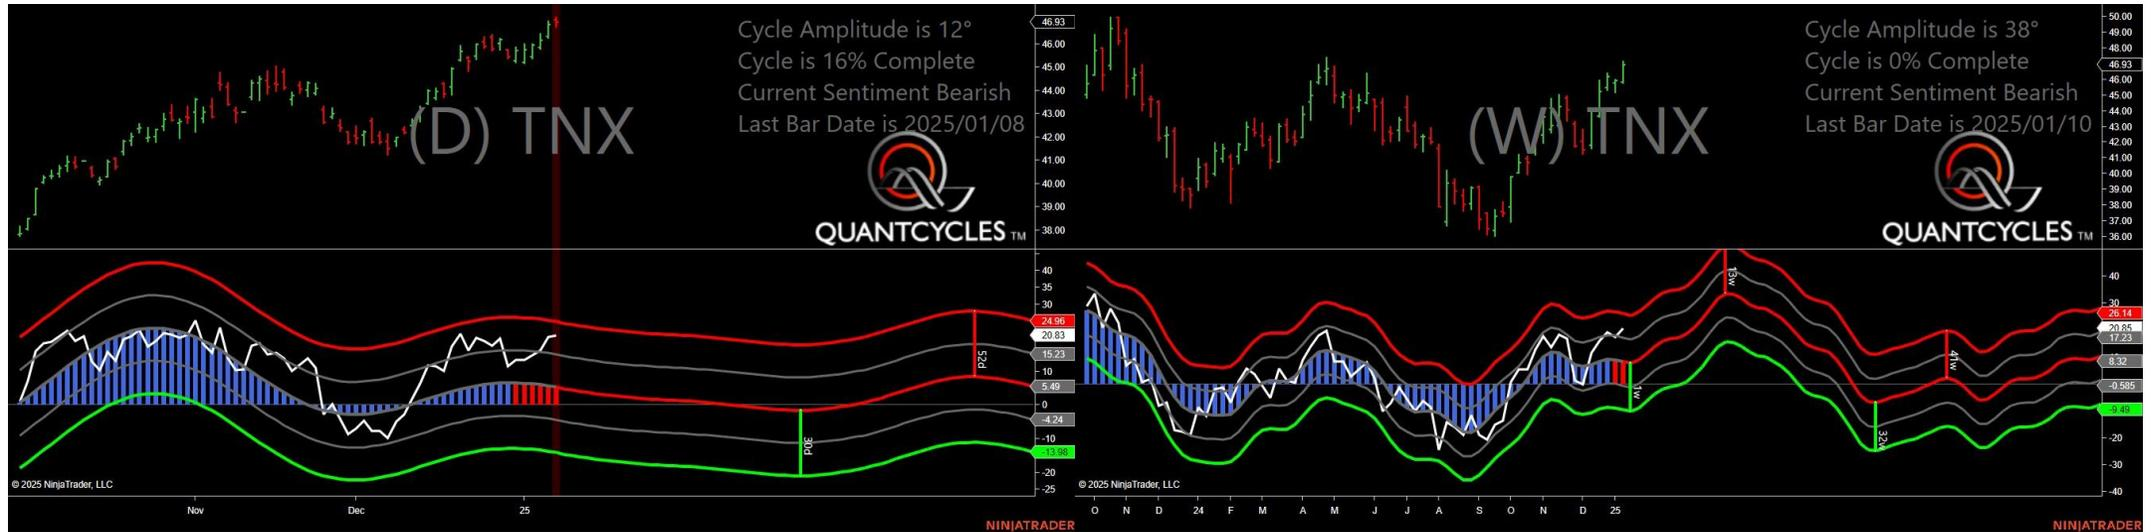 Cycle Amplitude is 12°
Cycle is 16% Complete
Current Sentiment Bearish
Last Bar Date is 2025/01/08
(D) TNX
QUANTCYCLES TM
46.93
46.00
45.00
44.00
43.00
42.00
41.00
40.00
39.00
38.00
40
35
30
24.96
20.83
15.23
10
5.49
0
-4.24
-10
-13.98
-20
-25
52d
30d
© 2025 NinjaTrader, LLC
Nov
Dec
25
NINJATRADER
Cycle Amplitude is 38°
Cycle is 0% Complete
Current Sentiment Bearish
Last Bar Date is 2025/01/10
(W) TNX
QUANTCYCLES TM
50.00
49.00
48.00
46.93
46.00
45.00
44.00
43.00
42.00
41.00
40.00
39.00
38.00
37.00
36.00
40
30
26.14
20.85
17.23
8.32
-0.585
-9.49
-20
-30
-40
13w
41w
1w
32w
© 2025 NinjaTrader, LLC
O N D 24 F M A M J J A S O N D 25
NINJATRADER